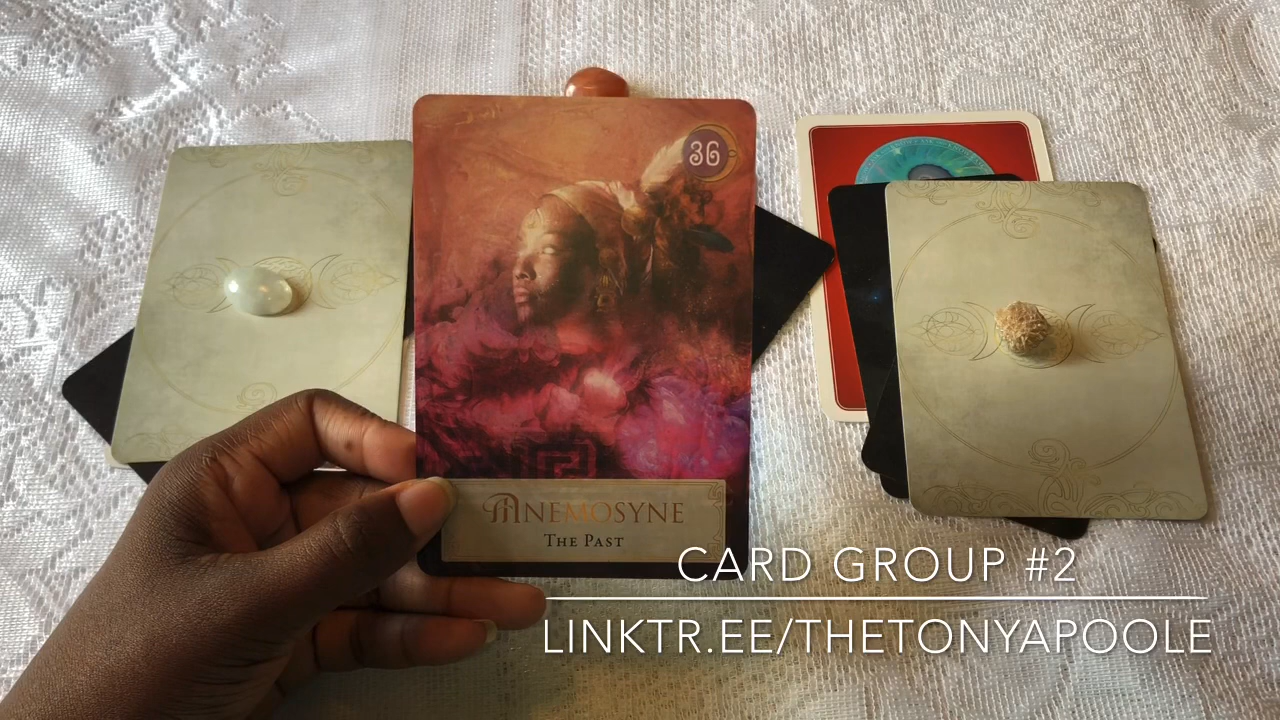 36
MNEMOSYNE
THE PAST
CARD GROUP #2
LINKTR.EE/THETONYAPOOLE